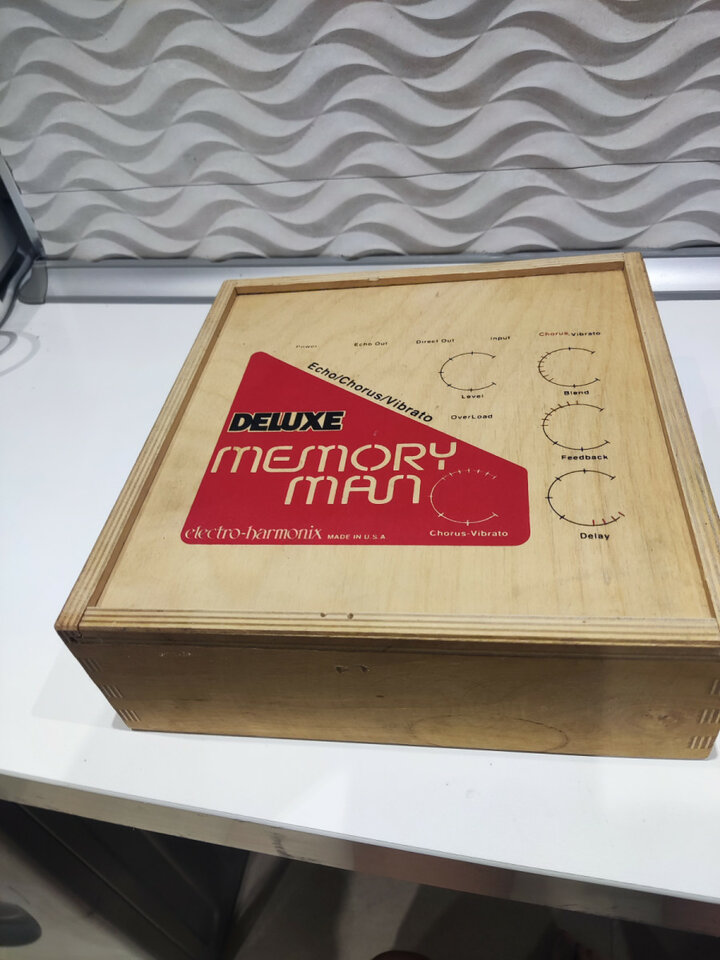 Power Echo Out Direct Out Input Chorus Vibrato
Echo/Chorus/Vibrato
Level
Blend
DELUXE
OverLoad
MEMORY
MAN
Feedback
electro-harmonix MADE IN U.S.A
Chorus-Vibrato
Delay